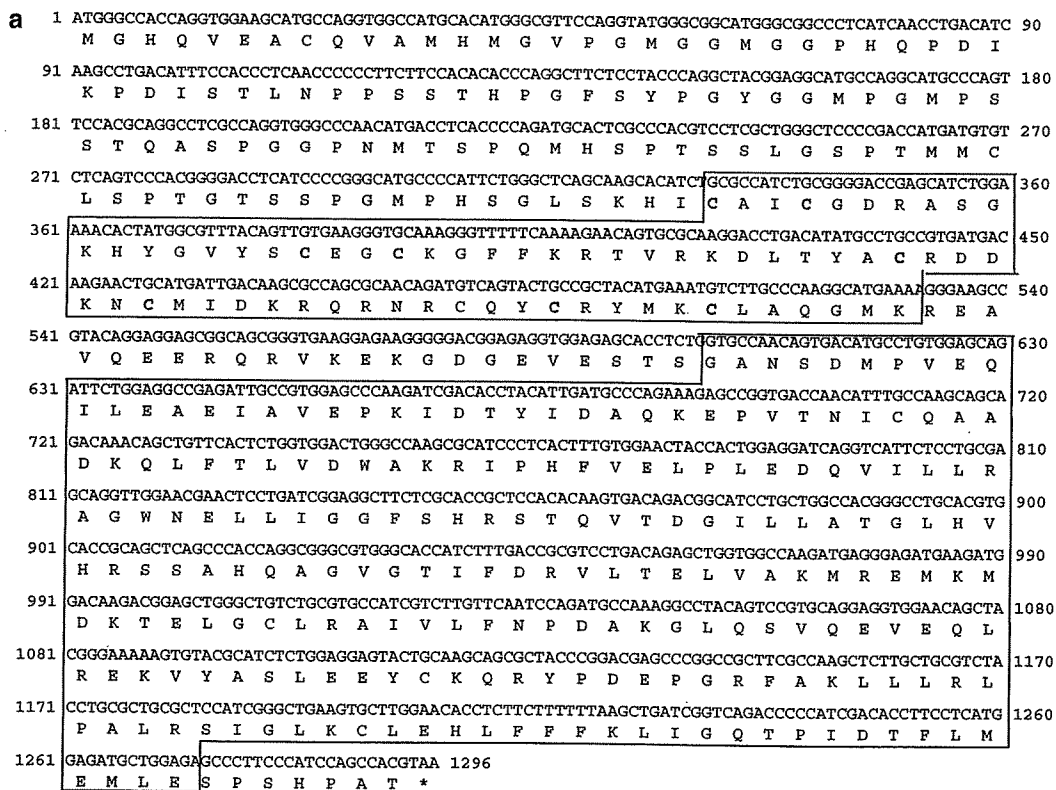 a
1 ATGGGCCACCAGGTGGAAGCATGCCAGGTGGCCATGCACATGGGCGTTCCAGGTATGGGCGGCATGGGCGGCCCTCATCAACCTGACATC 90
M G H Q V E A C Q V A M H M G V P G M G G M G G P H Q P D I
91 AAGCCTGACATTTCCACCCTCAACCCCCCTTCTTCCACACACCCAGGCTTCTCCTACCCAGGCTACGGAGGCATGCCAGGCATGCCCAGT 180
K P D I S T L N P P S S T H P G F S Y P G Y G G M P G M P S
181 TCCACGCAGGCCTCGCCAGGTGGGCCCAACATGACCTCACCCCAGATGCACTCGCCCACGTCCTCGCTGGGCTCCCCGACCATGATGTGT 270
S T Q A S P G G P N M T S P Q M H S P T S S L G S P T M M C
271 CTCAGTCCCACGGGGACCTCATCCCCGGGCATGCCCCATTCTGGGCTCAGCAAGCACATCTGCGCCATCTGCGGGGACCGAGCATCTGGA 360
L S P T G T S S P G M P H S G L S K H I C A I C G D R A S G
361 AAACACTATGGCGTTTACAGTTGTGAAGGGTGCAAAGGGTTTTTCAAAAGAACAGTGCGCAAGGACCTGACATATGCCTGCCGTGATGAC 450
K H Y G V Y S C E G C K G F F K R T V R K D L T Y A C R D D
421 AAGAACTGCATGATTGACAAGCGCCAGCGCAACAGATGTCAGTACTGCCGCTACATGAAATGTCTTGCCCAAGGCATGAAAAGGGAAGCC 540
K N C M I D K R Q R N R C Q Y C R Y M K C L A Q G M K R E A
541 GTACAGGAGGAGCGGCAGCGGGTGAAGGAGAAGGGGGACGGAGAGGTGGAGAGCACCTCTGGTGCCAACAGTGACATGCCTGTGGAGCAG 630
V Q E E R Q R V K E K G D G E V E S T S G A N S D M P V E Q
631 ATTCTGGAGGCCGAGATTGCCGTGGAGCCCAAGATCGACACCTACATTGATGCCCAGAAAGAGCCGGTGACCAACATTTGCCAAGCAGCA 720
I L E A E I A V E P K I D T Y I D A Q K E P V T N I C Q A A
721 GACAAACAGCTGTTCACTCTGGTGGACTGGGCCAAGCGCATCCCTCACTTTGTGGAACTACCACTGGAGGATCAGGTCATTCTCCTGCGA 810
D K Q L F T L V D W A K R I P H F V E L P L E D Q V I L L R
811 GCAGGTTGGAACGAACTCCTGATCGGAGGCTTCTCGCACCGCTCCACACAAGTGACAGACGGCATCCTGCTGGCCACGGGCCTGCACGTG 900
A G W N E L L I G G F S H R S T Q V T D G I L L A T G L H V
901 CACCGCAGCTCAGCCCACCAGGCGGGCGTGGGCACCATCTTTGACCGCGTCCTGACAGAGCTGGTGGCCAAGATGAGGGAGATGAAGATG 990
H R S S A H Q A G V G T I F D R V L T E L V A K M R E M K M
991 GACAAGACGGAGCTGGGCTGTCTGCGTGCCATCGTCTTGTTCAATCCAGATGCCAAAGGCCTACAGTCCGTGCAGGAGGTGGAACAGCTA 1080
D K T E L G C L R A I V L F N P D A K G L Q S V Q E V E Q L
1081 CGGGAAAAAGTGTACGCATCTCTGGAGGAGTACTGCAAGCAGCGCTACCCGGACGAGCCCGGCCGCTTCGCCAAGCTCTTGCTGCGTCTA 1170
R E K V Y A S L E E Y C K Q R Y P D E P G R F A K L L L R L
1171 CCTGCGCTGCGCTCCATCGGGCTGAAGTGCTTGGAACACCTCTTCTTTTTTAAGCTGATCGGTCAGACCCCCATCGACACCTTCCTCATG 1260
P A L R S I G L K C L E H L F F F K L I G Q T P I D T F L M
1261 GAGATGCTGGAGAGCCCTTCCCATCCAGCCACGTAA 1296
E M L E S P S H P A T *